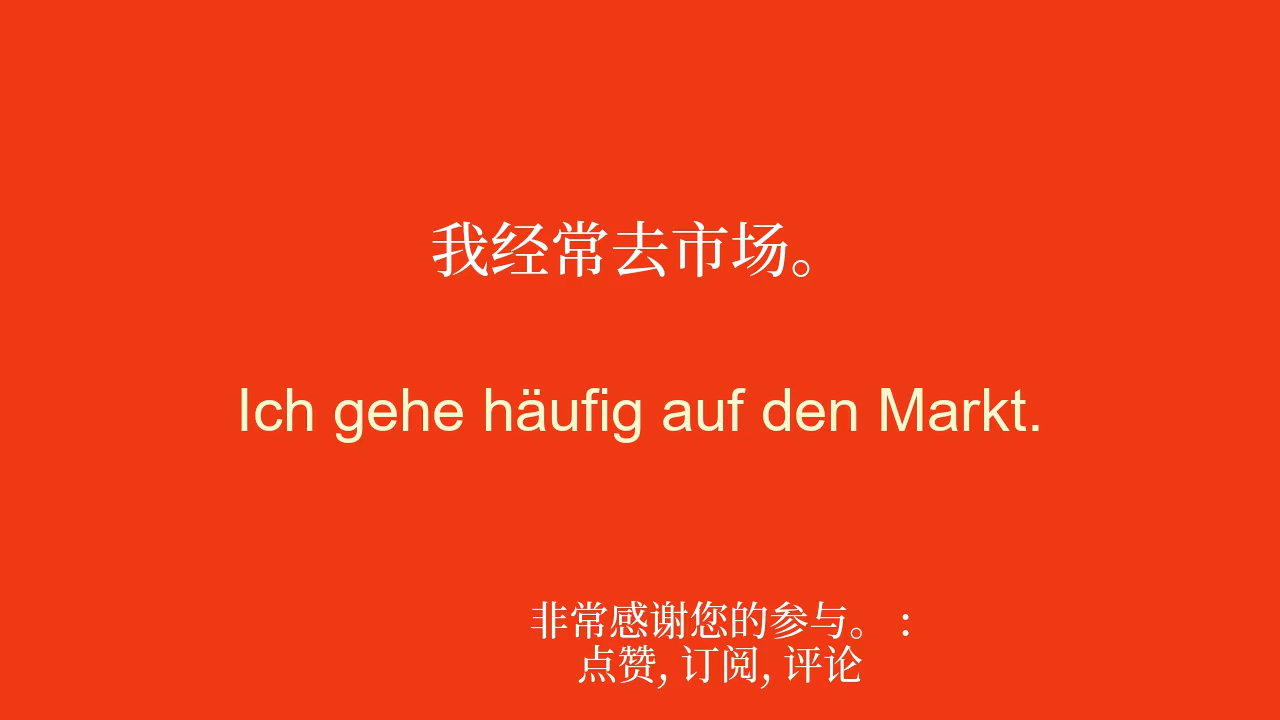 我经常去市场。
Ich gehe häufig auf den Markt.
非常感谢您的参与。 :
点赞, 订阅, 评论